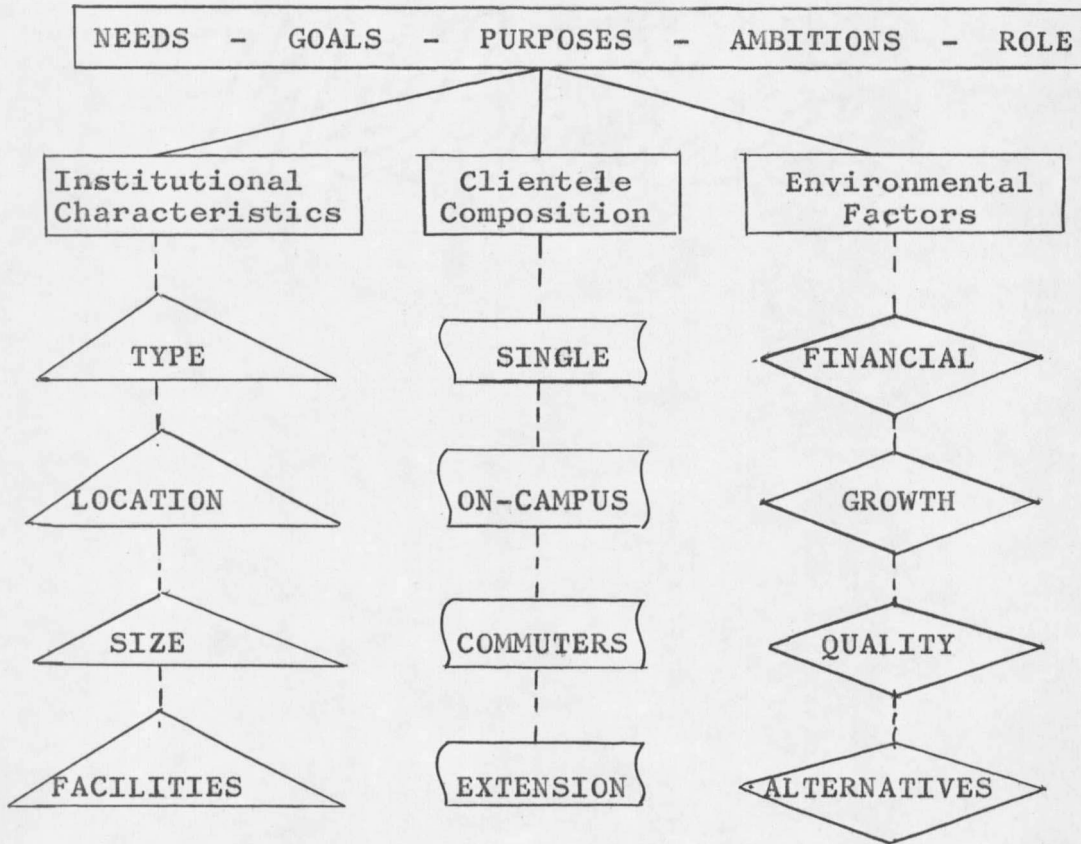 NEEDS - GOALS - PURPOSES - AMBITIONS - ROLE
Institutional
Characteristics
Clientele
Composition
Environmental
Factors
TYPE
SINGLE
FINANCIAL
LOCATION
ON-CAMPUS
GROWTH
SIZE
COMMUTERS
QUALITY
FACILITIES
EXTENSION
ALTERNATIVES